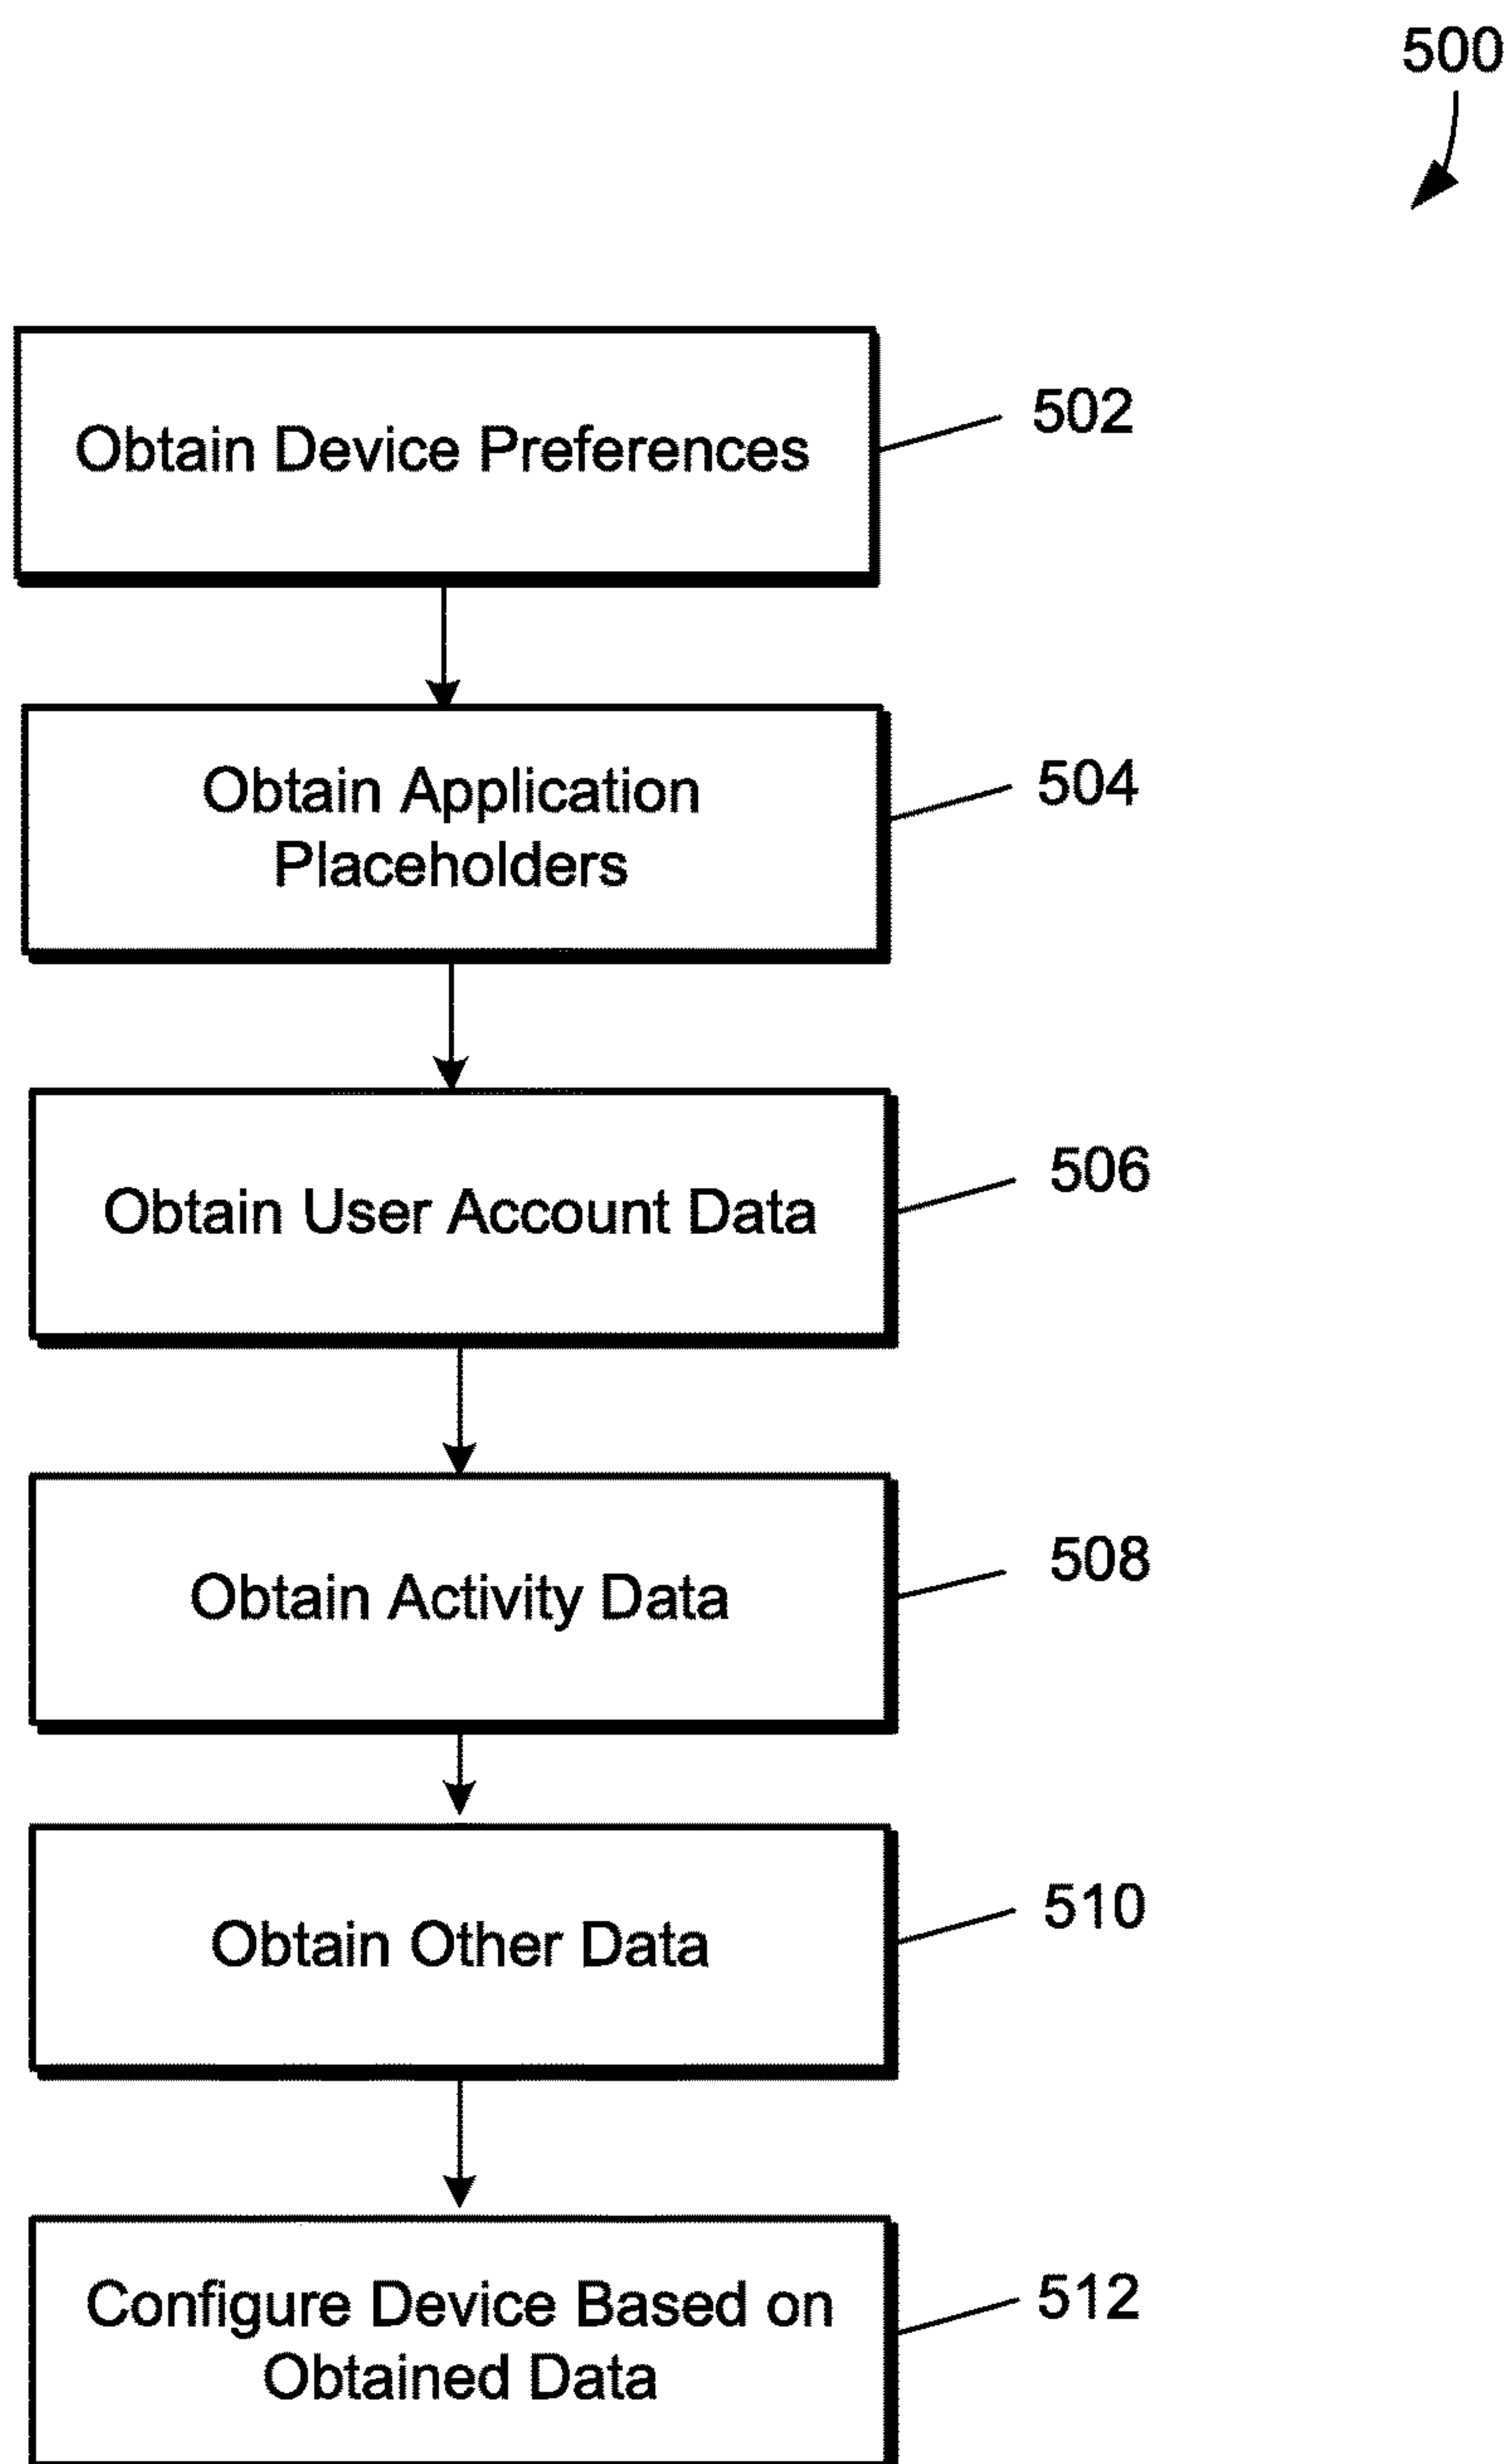 500
Obtain Device Preferences
502
Obtain Application
Placeholders
504
Obtain User Account Data
506
Obtain Activity Data
508
Obtain Other Data
510
Configure Device Based on
Obtained Data
512